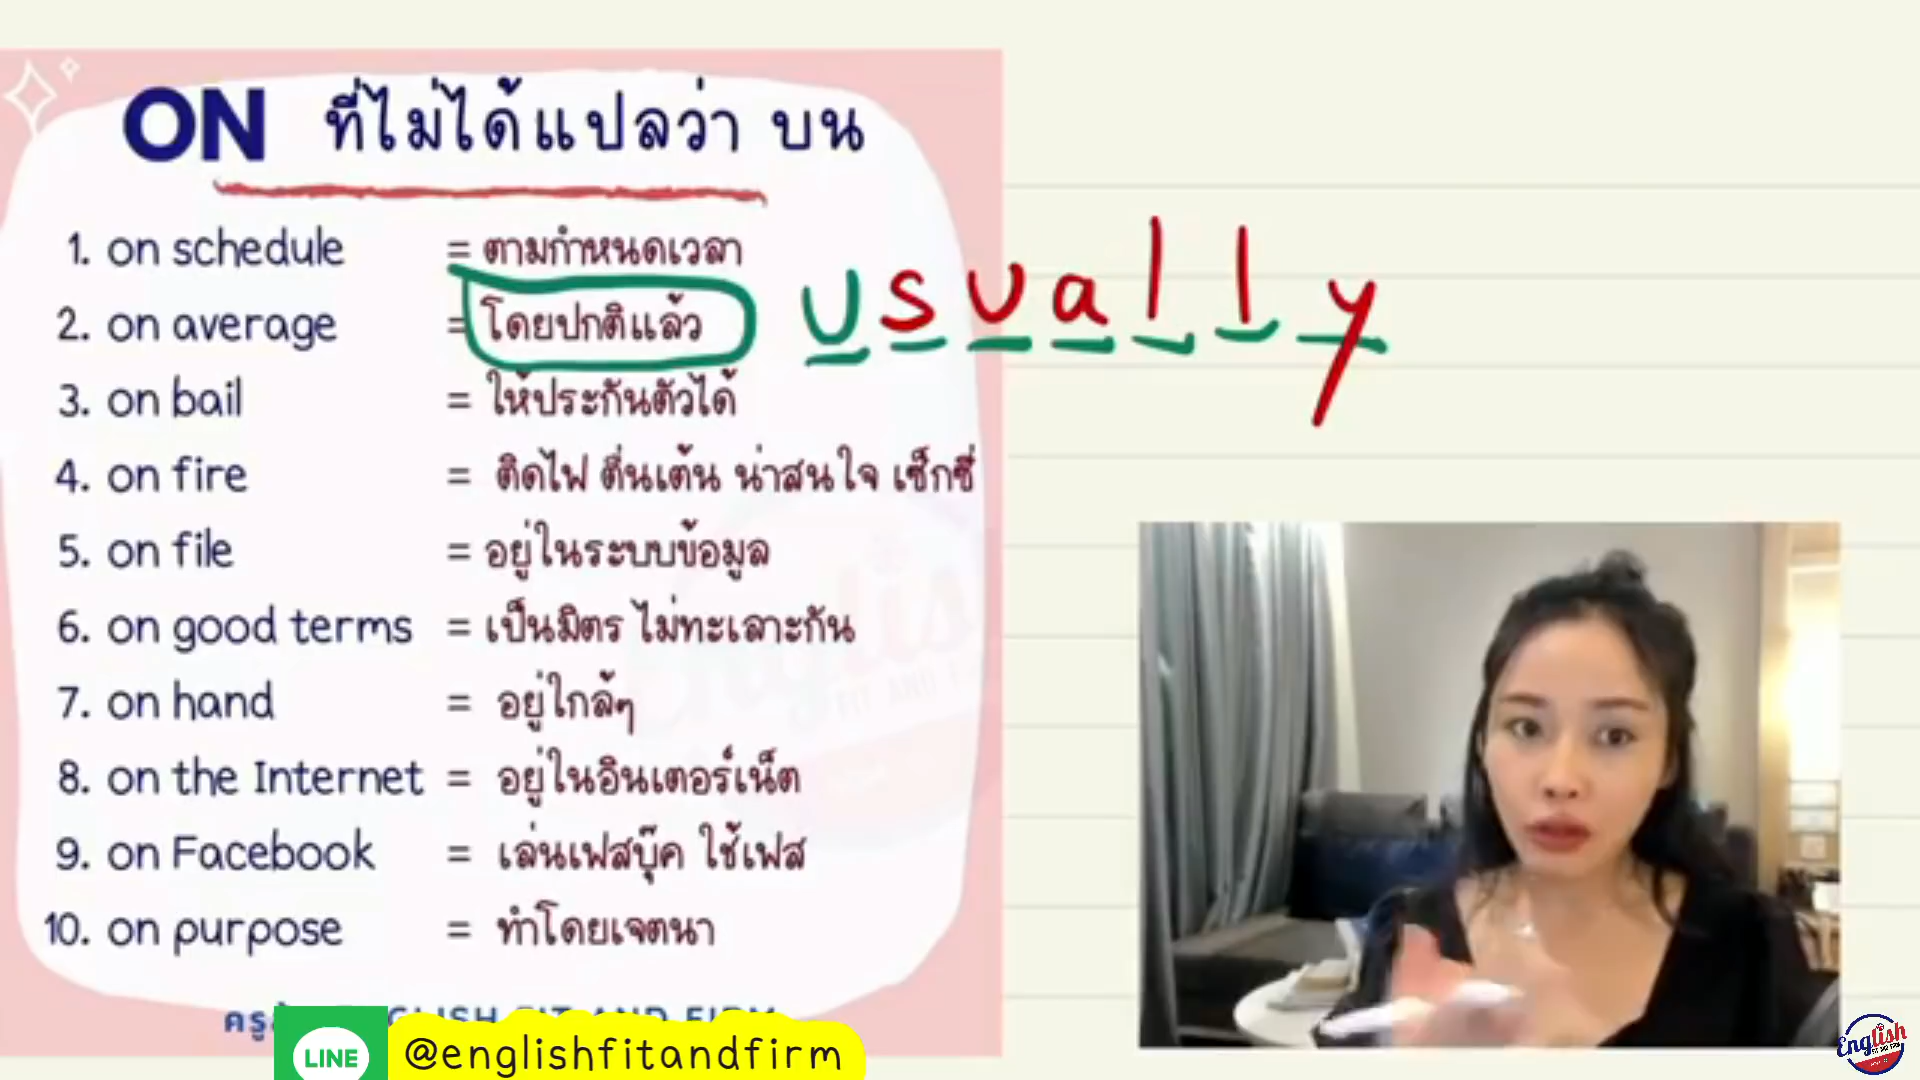 ON ที่ไม่ได้แปลว่า บน
1. on schedule = ตามกำหนดเวลา
2. on average = โดยปกติแล้ว
usually
3. on bail = ให้ประกันตัวได้
4. on fire = ติดไฟ ตื่นเต้น น่าสนใจ เซ็กซี่
5. on file = อยู่ในระบบข้อมูล
6. on good terms = เป็นมิตร ไม่ทะเลาะกัน
7. on hand = อยู่ใกล้ๆ
8. on the Internet = อยู่ในอินเตอร์เน็ต
9. on Facebook = เล่นเฟสบุ๊ค ใช้เฟส
10. on purpose = ทำโดยเจตนา
LINE @englishfitandfirm
English